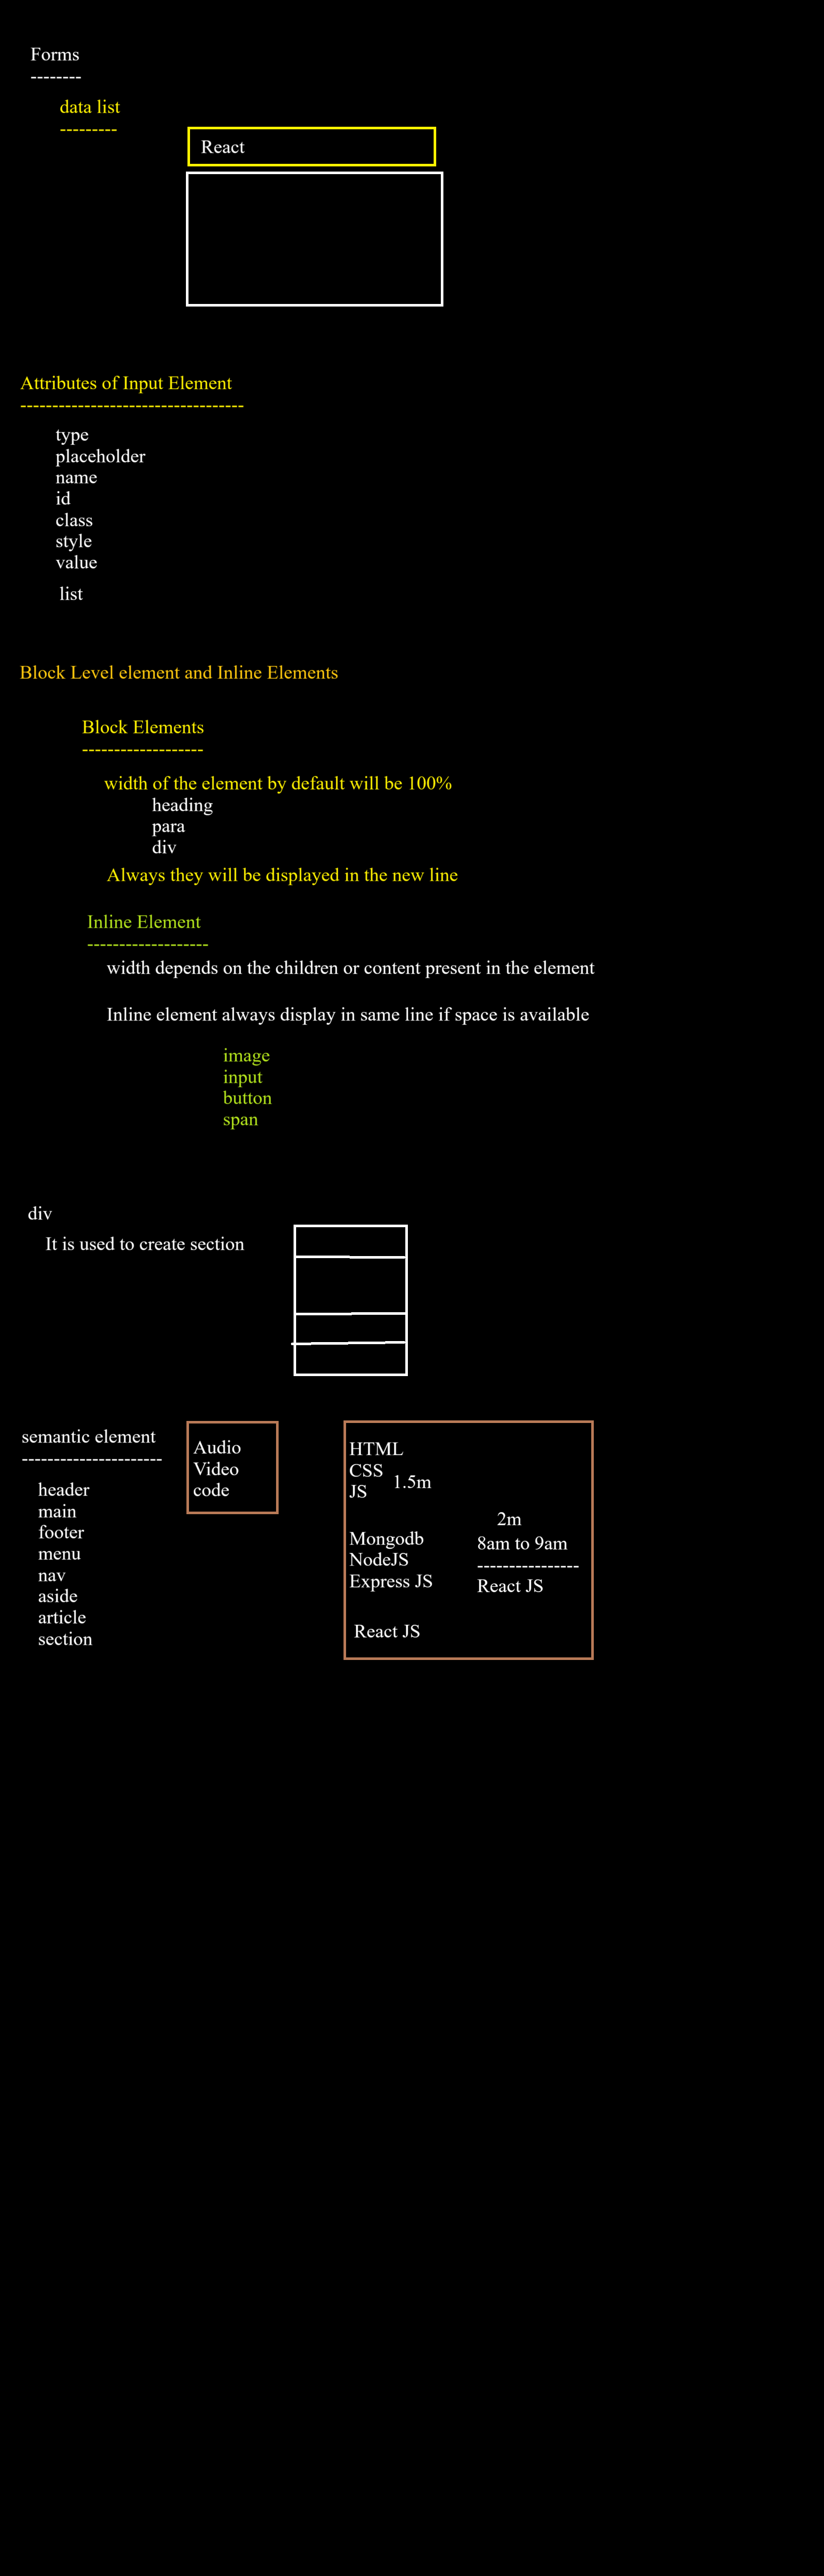 Forms
--------
data list
---------
React
Attributes of Input Element
-----------------------------------
type
placeholder
name
id
class
style
value
list
Block Level element and Inline Elements
Block Elements
-------------------
width of the element by default will be 100%
heading
para
div
Always they will be displayed in the new line
Inline Element
-------------------
width depends on the children or content present in the element
Inline element always display in same line if space is available
image
input
button
span
div
It is used to create section
semantic element
----------------------
header
main
footer
menu
nav
aside
article
section
Audio
Video
code
HTML
CSS
JS
1.5m
Mongodb
NodeJS
Express JS
React JS
2m
8am to 9am
----------------
React JS